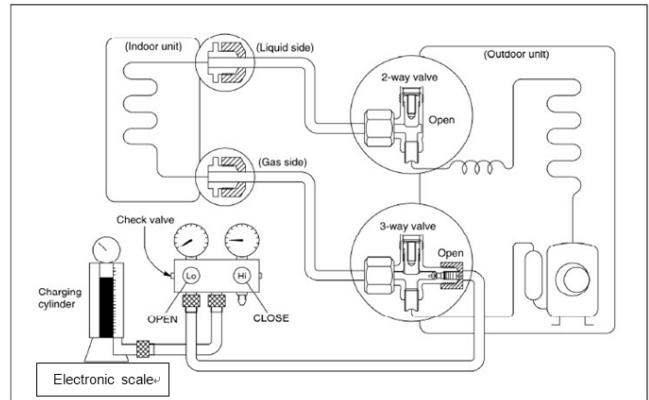 (Indoor unit)
(Liquid side)
(Outdoor unit)
2-way valve
Open
(Gas side)
3-way valve
Open
Check valve
Lo
Hi
Charging
cylinder
OPEN
CLOSE
Electronic scale